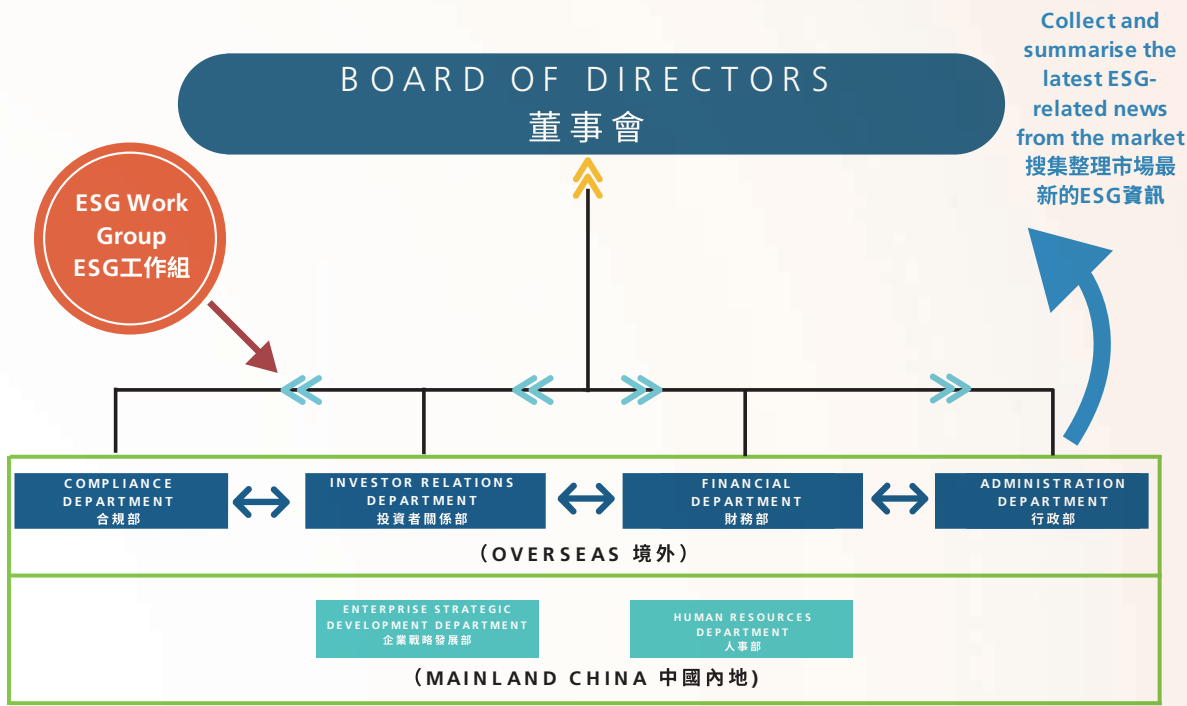 BOARD OF DIRECTORS
董事會
Collect and
summarise the
latest ESG-
related news
from the market
搜集整理市場最
新的ESG資訊
ESG Work
Group
ESG工作組
COMPLIANCE
DEPARTMENT
合規部
INVESTOR RELATIONS
DEPARTMENT
投資者關係部
FINANCIAL
DEPARTMENT
財務部
ADMINISTRATION
DEPARTMENT
行政部
(OVERSEAS 境外)
ENTERPRISE STRATEGIC
DEVELOPMENT DEPARTMENT
企業戰略發展部
HUMAN RESOURCES
DEPARTMENT
人事部
(MAINLAND CHINA 中國內地)